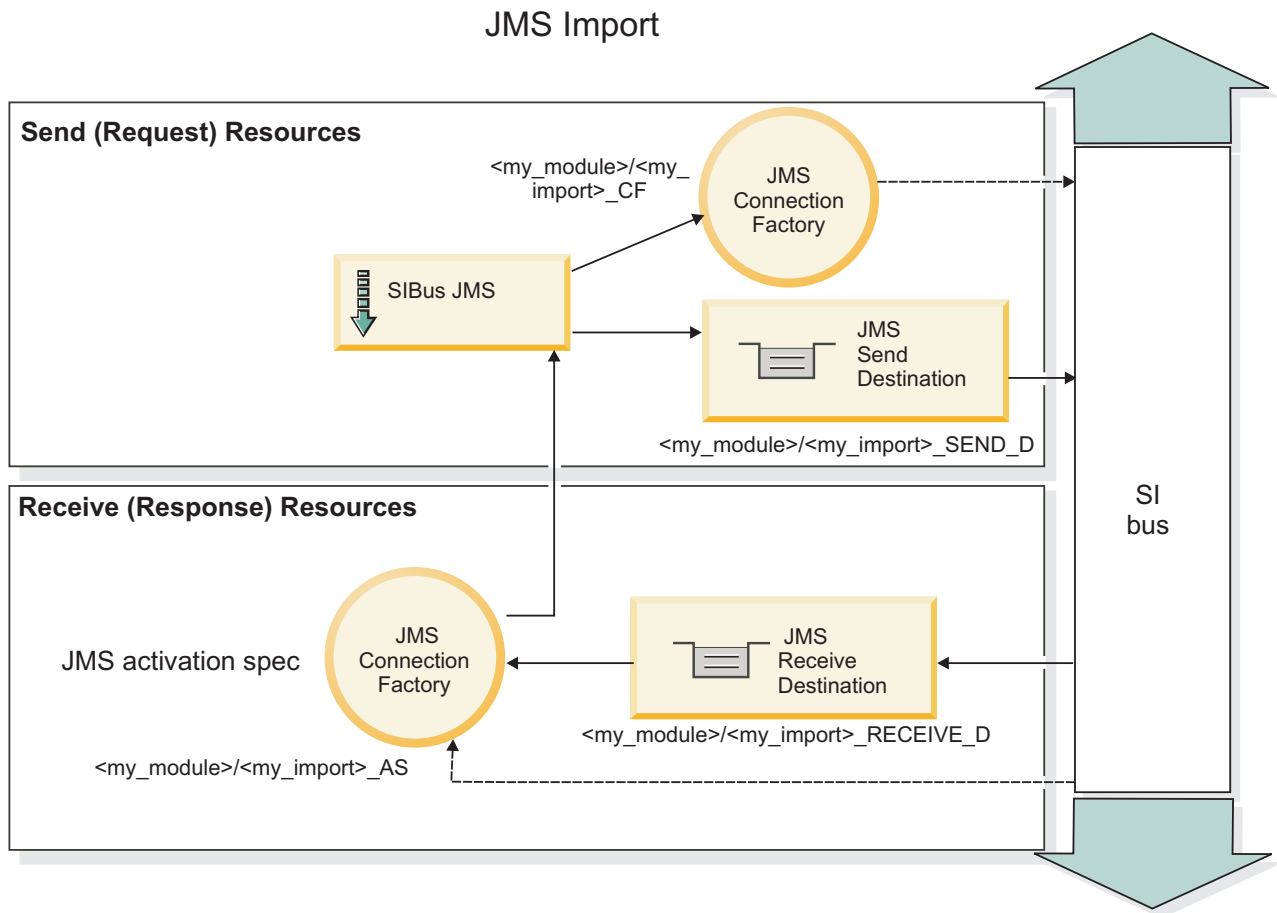 JMS Import
Send (Request) Resources
<my_module>/<my_
import>_CF
JMS
Connection
Factory
SIBus JMS
JMS
Send
Destination
<my_module>/<my_import>_SEND_D
SI
bus
Receive (Response) Resources
JMS activation spec
JMS
Connection
Factory
JMS
Receive
Destination
<my_module>/<my_import>_RECEIVE_D
<my_module>/<my_import>_AS